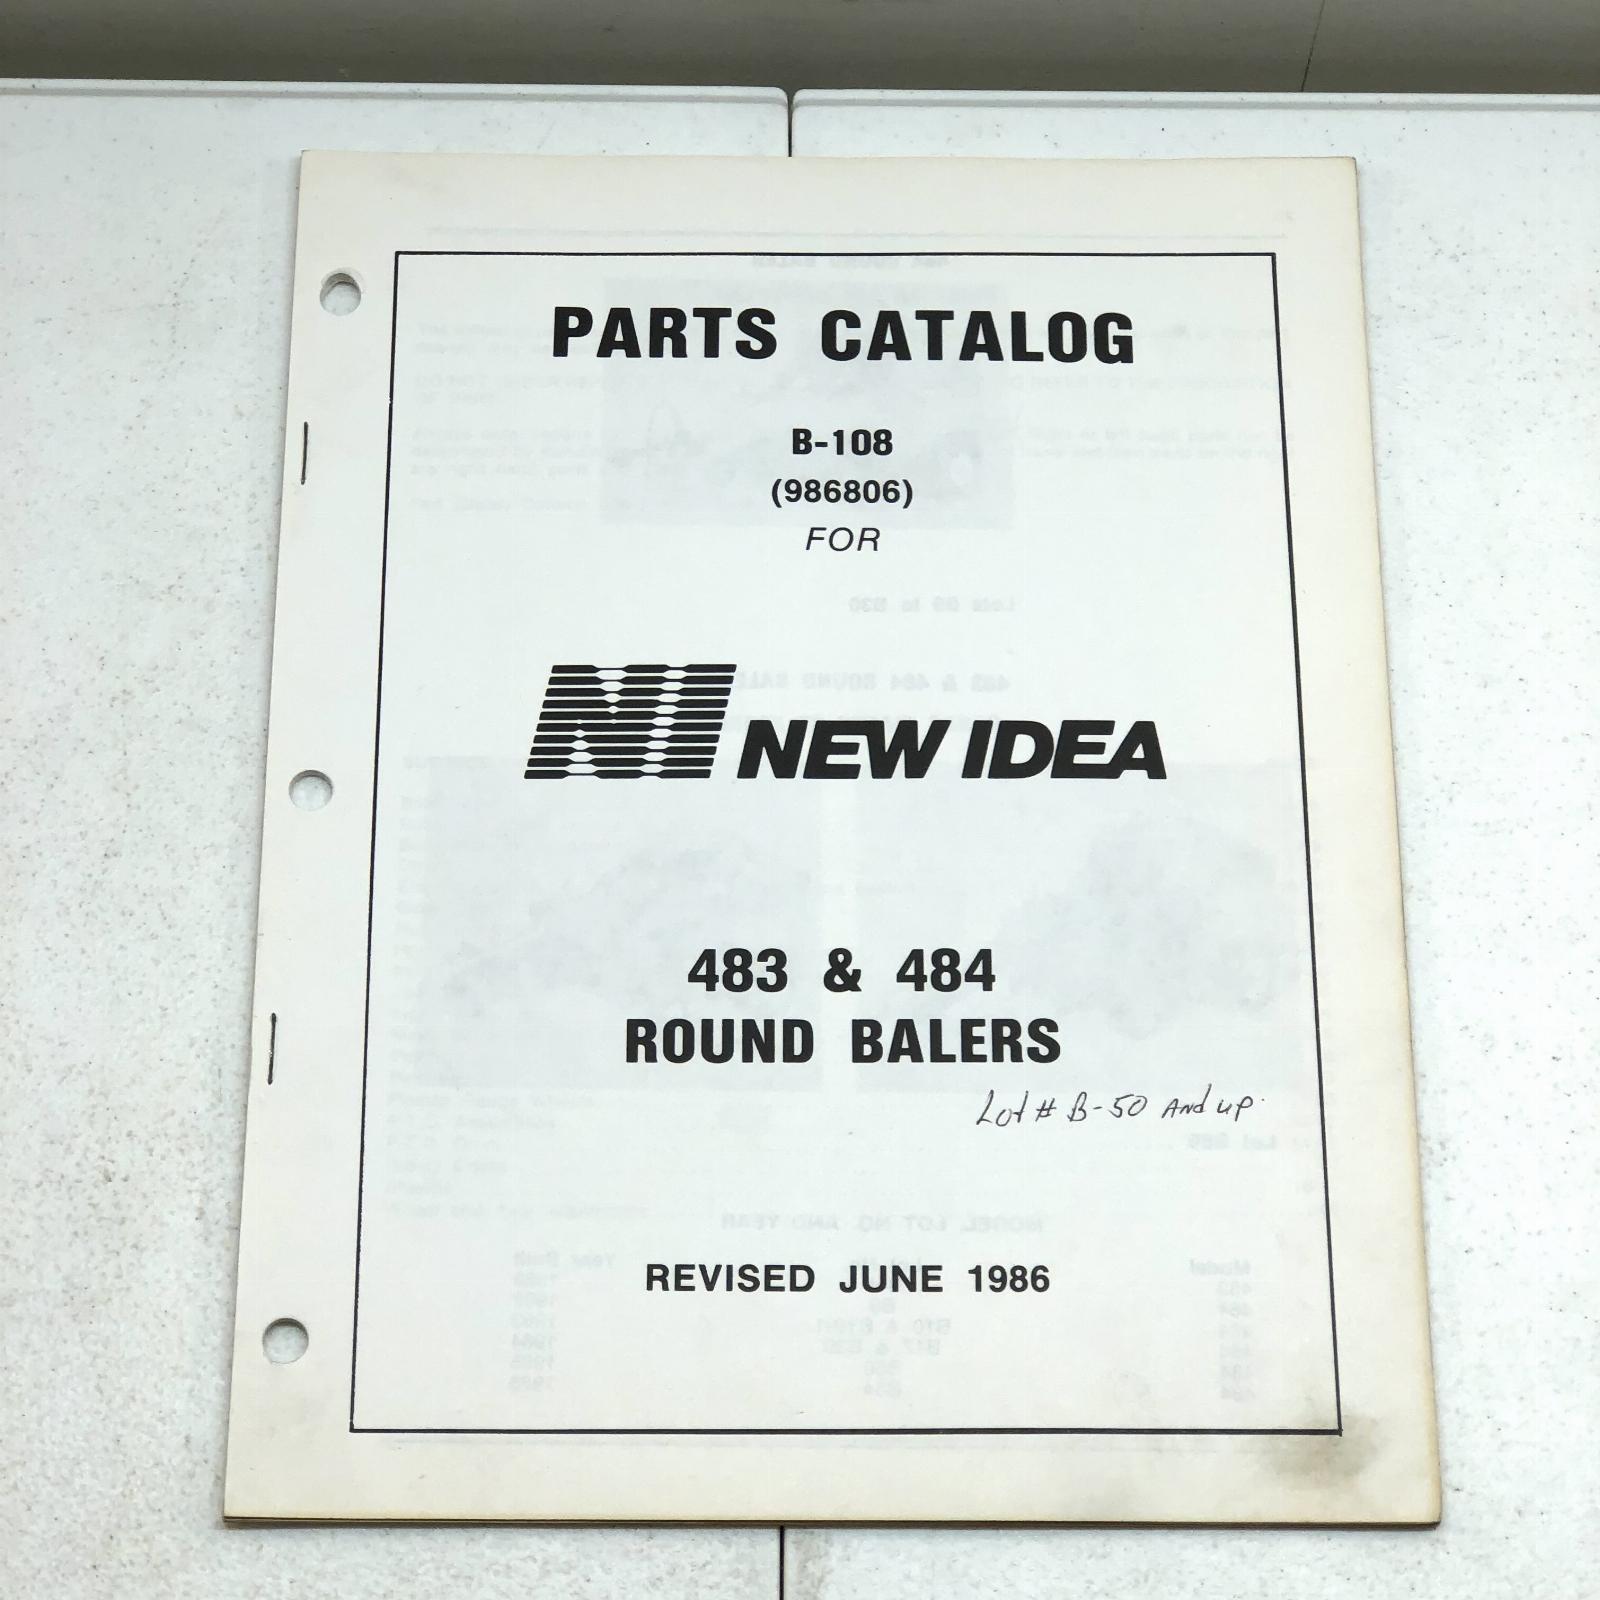 PARTS CATALOG
B-108
(986806)
FOR
NEW IDEA
483 & 484
ROUND BALERS
Lot # B-50 And up.
REVISED JUNE 1986